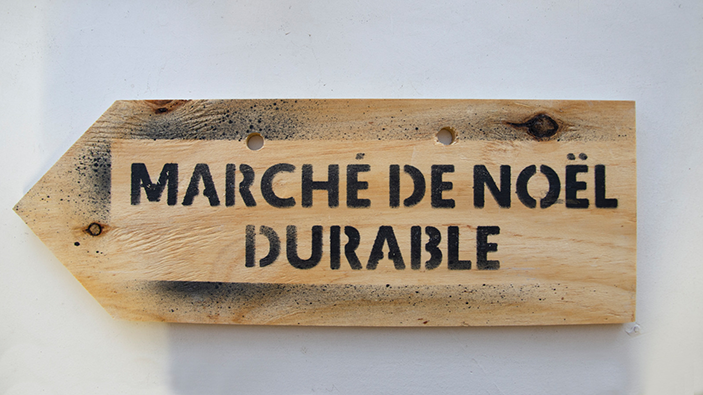 MARCHÉ DE NOËL
DURABLE